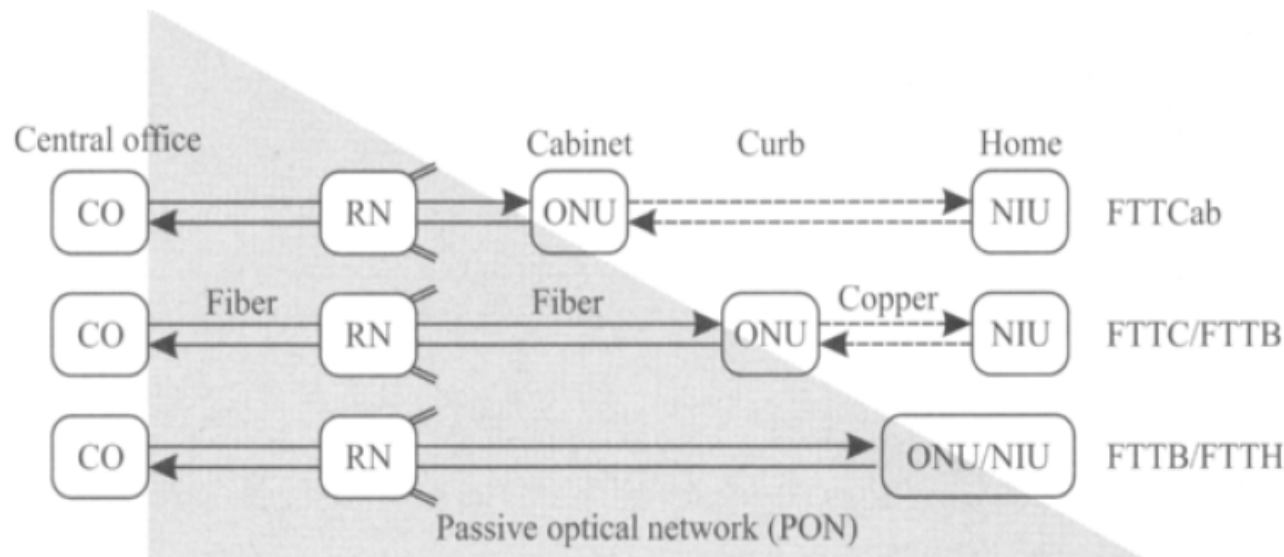 Central office
Cabinet Curb Home
CO RN ONU NIU FTTCab
Fiber Fiber Copper
CO RN ONU NIU FTTC/FTTB
CO RN ONU/NIU FTTB/FTTH
Passive optical network (PON)